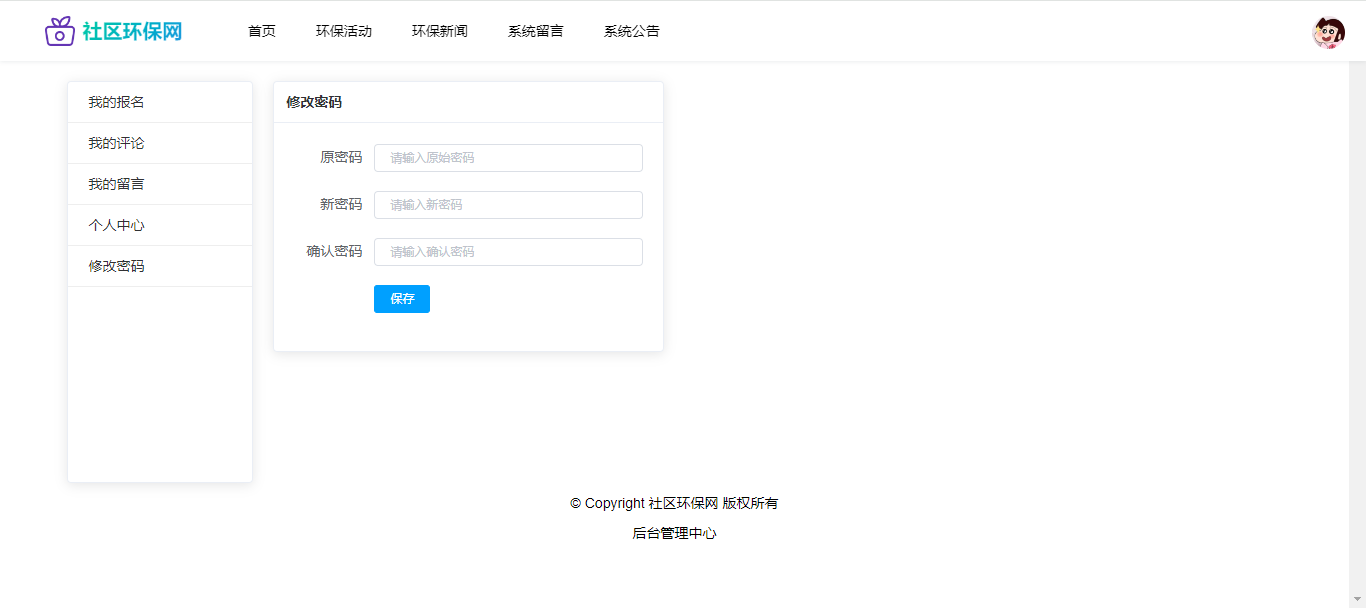 社区环保网 首页 环保活动 环保新闻 系统留言 系统公告
我的报名
我的评论
我的留言
个人中心
修改密码
修改密码
原密码 请输入原始密码
新密码 请输入新密码
确认密码 请输入确认密码
保存
© Copyright 社区环保网 版权所有
后台管理中心